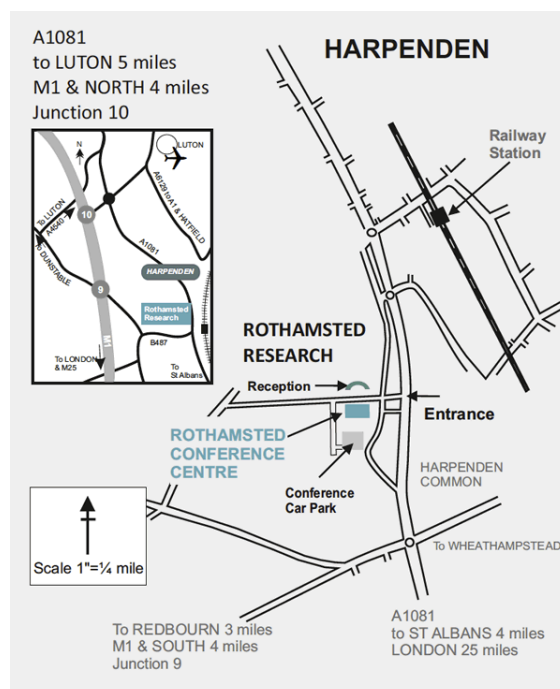 A1081
to LUTON 5 miles
M1 & NORTH 4 miles
Junction 10
HARPENDEN
Railway
Station
N
LUTON
To LUTON
A4540
10
A6129 to A1 & HATFIELD
To DUNSTABLE
A1081
HARPENDEN
9
Rothamsted
Research
M1
B487
To LONDON
& M25
To
St Albans
ROTHAMSTED
RESEARCH
Reception
Entrance
ROTHAMSTED
CONFERENCE
CENTRE
Conference
Car Park
HARPENDEN
COMMON
Scale 1"=¼ mile
To WHEATHAMPSTEAD
To REDBOURN 3 miles
M1 & SOUTH 4 miles
Junction 9
A1081
to ST ALBANS 4 miles
LONDON 25 miles